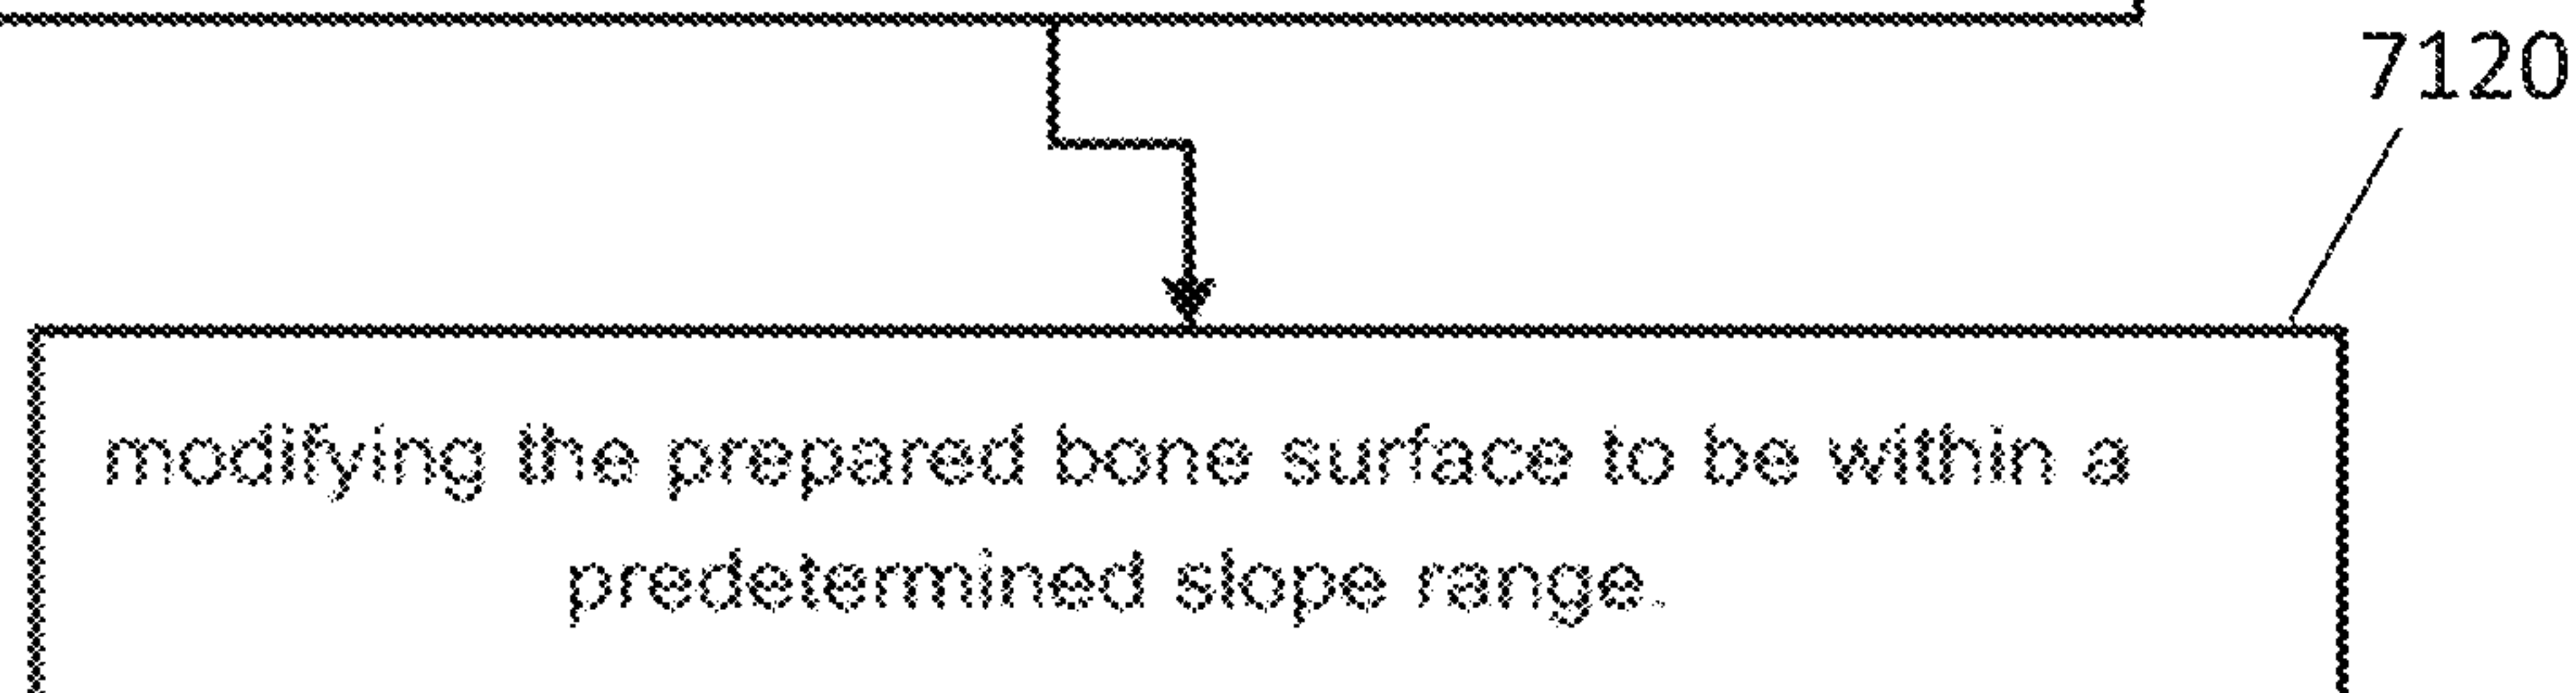 7120
modifying the prepared bone surface to be within a
predetermined slope range.